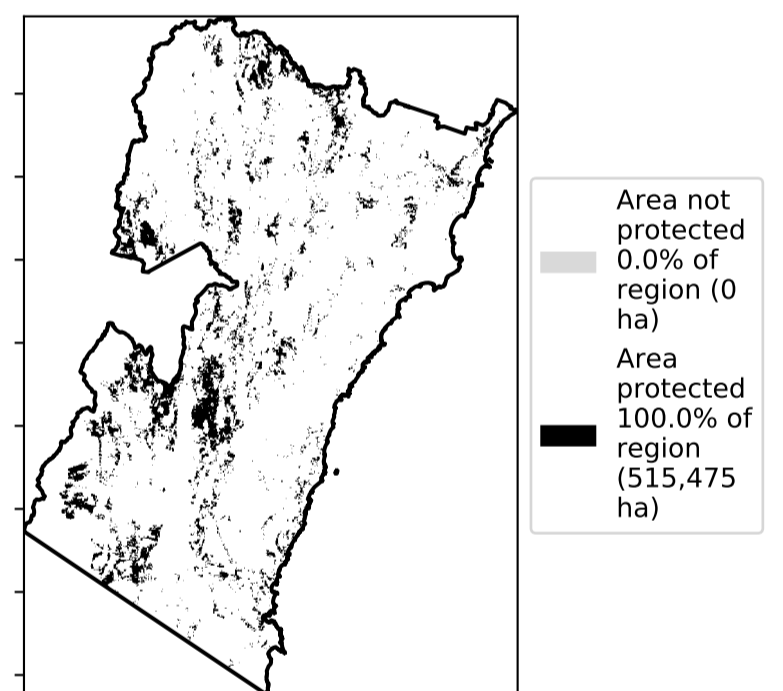 Area not
protected
0.0% of
region (0
ha)
Area
protected
100.0% of
region
(515,475
ha)